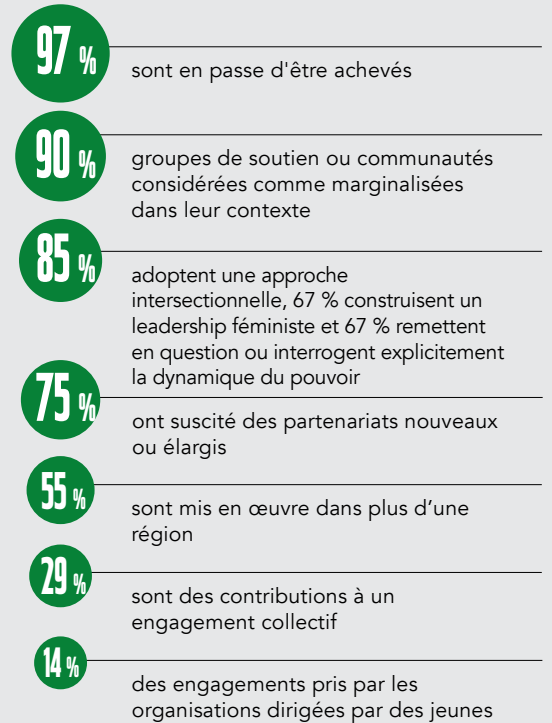 97 %
sont en passe d'être achevés
90 %
groupes de soutien ou communautés
considérées comme marginalisées
dans leur contexte
85 %
adoptent une approche
intersectionnelle, 67 % construisent un
leadership féministe et 67 % remettent
en question ou interrogent explicitement
la dynamique du pouvoir
75 %
ont suscité des partenariats nouveaux
ou élargis
55 %
sont mis en œuvre dans plus d’une
région
29 %
sont des contributions à un
engagement collectif
14 %
des engagements pris par les
organisations dirigées par des jeunes